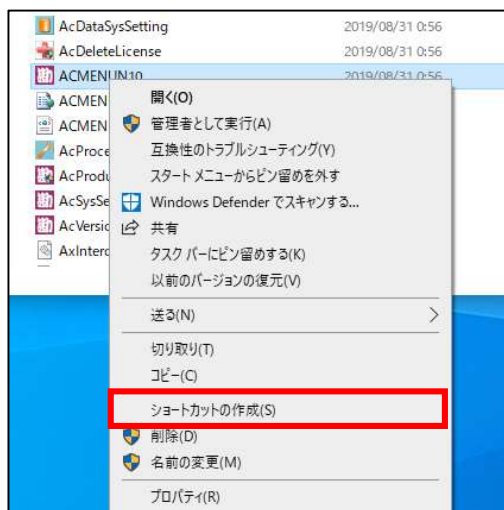 AcDataSysSetting 2019/08/31 0:56
AcDeleteLicense 2019/08/31 0:56
ACMENUN10 2019/08/31 0:56
ACMEN
ACMEN
AcProce
AcProdu
AcSysSe
AcVersic
AxInterc
開く(O)
管理者として実行(A)
互換性のトラブルシューティング(Y)
スタート メニューからピン留めを外す
Windows Defender でスキャンする...
共有
タスク バーにピン留めする(K)
以前のバージョンの復元(V)
送る(N)
切り取り(T)
コピー(C)
ショートカットの作成(S)
削除(D)
名前の変更(M)
プロパティ(R)